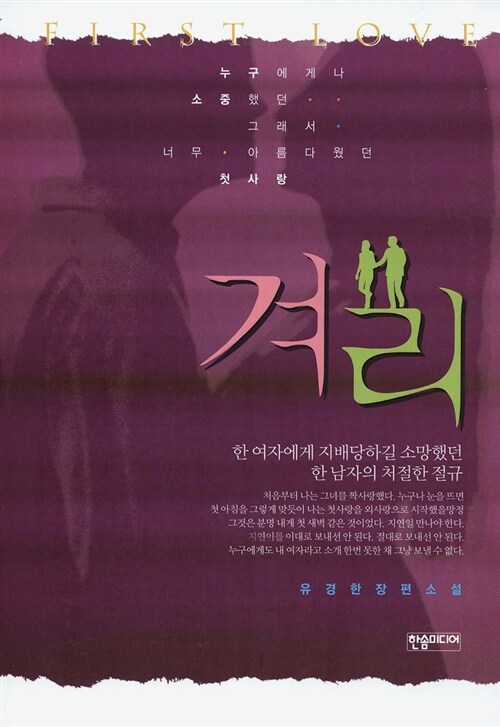 FIRST LOVE
누구에게나
소중했던··
그래서·
너무·아름다웠던
첫사랑
겨리
한 여자에게 지배당하길 소망했던
한 남자의 처절한 절규
처음부터 나는 그녀를 짝사랑했다. 누구나 눈을 뜨면
첫 아침을 그렇게 맞듯이 나는 첫사랑을 외사랑으로 시작했을망정
그것은 분명 내게 첫 새벽 같은 것이었다. 지연일 만나야 한다.
지연이를 이대로 보내선 안 된다. 절대로 보내선 안 된다.
누구에게도 내 여자라고 소개 한번 못한 채 그냥 보낼 수 없다.
유경한장편소설
한솜미디어